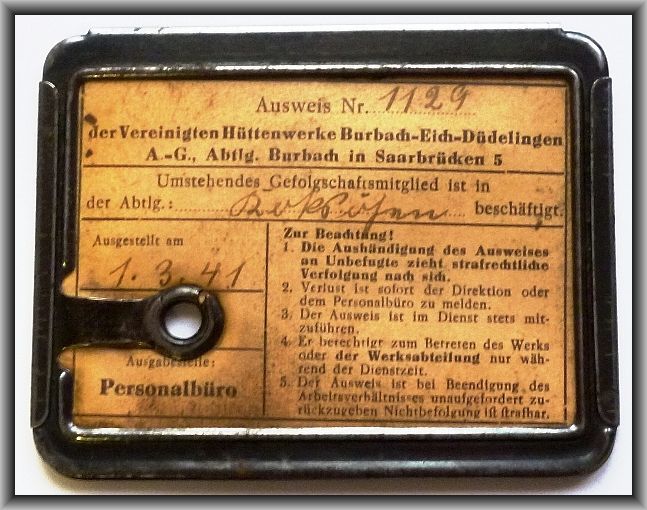 Ausweis Nr. 1129
der Vereinigten Hüttenwerke Burbach-Eich-Düdelingen
A.-G., Abtlg. Burbach in Saarbrücken 5
Umstehendes Gefolgschaftsmitglied ist in
der Abtlg.: Koksöfen beschäftigt.
Ausgestellt am
1. 3. 41
Ausgabestelle:
Personalbüro
Zur Beachtung!
1. Die Aushändigung des Ausweises
an Unbefugte zieht strafrechtliche
Verfolgung nach sich.
2. Verlust ist sofort der Direktion oder
dem Personalbüro zu melden.
3. Der Ausweis ist im Dienst stets mit-
zuführen.
4. Er berechtigt zum Betreten des Werks
oder der Werksabteilung nur wäh-
rend der Dienstzeit.
5. Der Ausweis ist bei Beendigung des
Arbeitsverhältnisses unaufgefordert zu-
rückzugeben Nichtbefolgung ist strafbar.